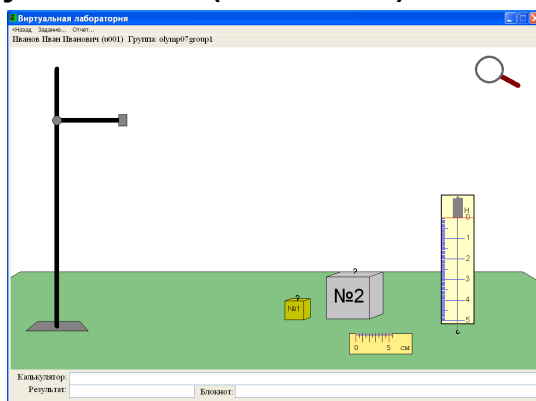 Виртуальная лаборатория
<Назад Задание... Отчет...
Иванов Иван Иванович (n001) Группа: olymp07group1
Н
0
1
2
3
4
5
№1
№2
0 5 см
Калькулятор:
Результат:
Блокнот: